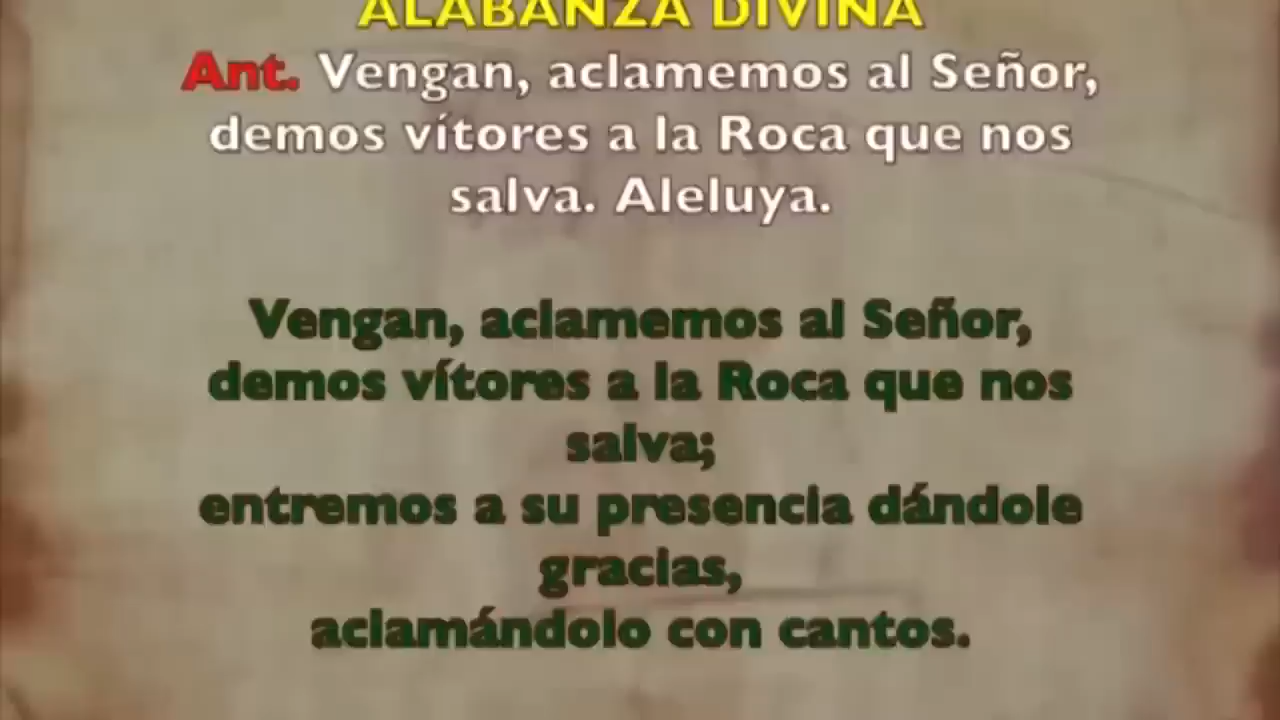 ALABANZA DIVINA
Ant. Vengan, aclamemos al Señor,
demos vítores a la Roca que nos
salva. Aleluya.
Vengan, aclamemos al Señor,
demos vítores a la Roca que nos
salva;
entremos a su presencia dándole
gracias,
aclamándolo con cantos.